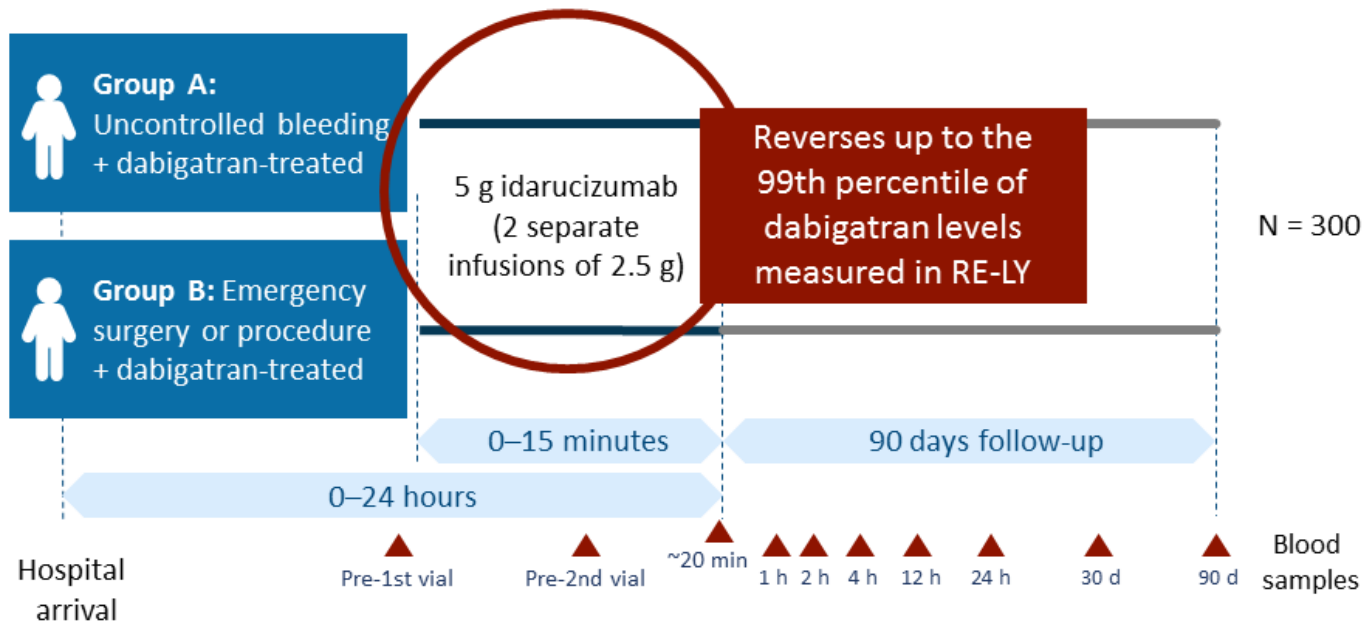 Group A:
Uncontrolled bleeding
+ dabigatran-treated
Group B: Emergency
surgery or procedure
+ dabigatran-treated
5 g idarucizumab
(2 separate
infusions of 2.5 g)
Reverses up to the
99th percentile of
dabigatran levels
measured in RE-LY
N = 300
0–15 minutes
90 days follow-up
0–24 hours
Hospital
arrival
Pre-1st vial
Pre-2nd vial
~20 min
1 h
2 h
4 h
12 h
24 h
30 d
90 d
Blood
samples